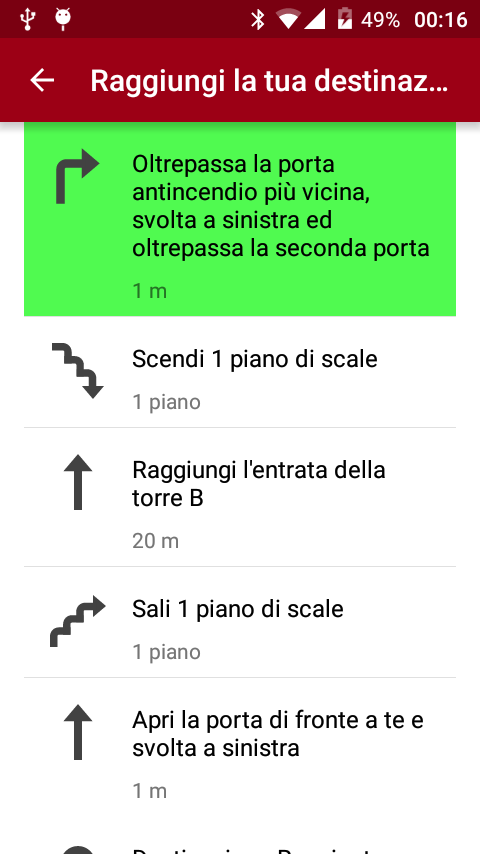 49% 00:16
Raggiungi la tua destinaz...
Oltrepassa la porta
antincendio più vicina,
svolta a sinistra ed
oltrepassa la seconda porta
1 m
Scendi 1 piano di scale
1 piano
Raggiungi l'entrata della
torre B
20 m
Sali 1 piano di scale
1 piano
Apri la porta di fronte a te e
svolta a sinistra
1 m